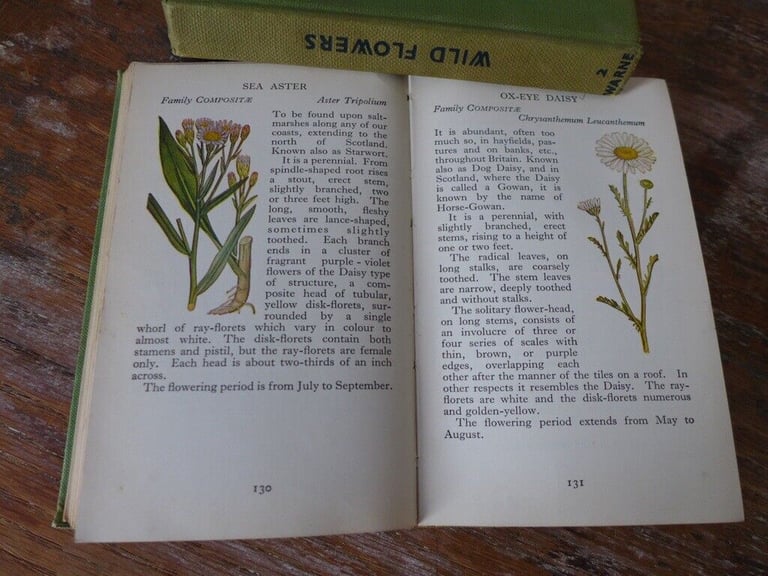 WILD FLOWERS
2
WARNE
SEA ASTER
Family COMPOSITÆ Aster Tripolium
To be found upon salt-
marshes along any of our
coasts, extending to the
north of Scotland.
Known also as Starwort.
It is a perennial. From
spindle-shaped root rises
a stout, erect stem,
slightly branched, two
or three feet high. The
long, smooth, fleshy
leaves are lance-shaped,
sometimes slightly
toothed. Each branch
ends in a cluster of
fragrant purple-violet
flowers of the Daisy type
of structure, a com-
posite head of tubular,
yellow disk-florets, sur-
rounded by a single
whorl of ray-florets which vary in colour to
almost white. The disk-florets contain both
stamens and pistil, but the ray-florets are female
only. Each head is about two-thirds of an inch
across.
The flowering period is from July to September.
130
OX-EYE DAISY
Family COMPOSITÆ
Chrysanthemum Leucanthemum
It is abundant, often too
much so, in hayfields, pas-
tures and on banks, etc.,
throughout Britain. Known
also as Dog Daisy, and in
Scotland, where the Daisy
is called a Gowan, it is
known by the name of
Horse-Gowan.
It is a perennial, with
slightly branched, erect
stems, rising to a height of
one or two feet.
The radical leaves, on
long stalks, are coarsely
toothed. The stem leaves
are narrow, deeply toothed
and without stalks.
The solitary flower-head,
on long stems, consists of
an involucre of three or
four series of scales with
thin, brown, or purple
edges, overlapping each
other after the manner of the tiles on a roof. In
other respects it resembles the Daisy. The ray-
florets are white and the disk-florets numerous
and golden-yellow.
The flowering period extends from May to
August.
131